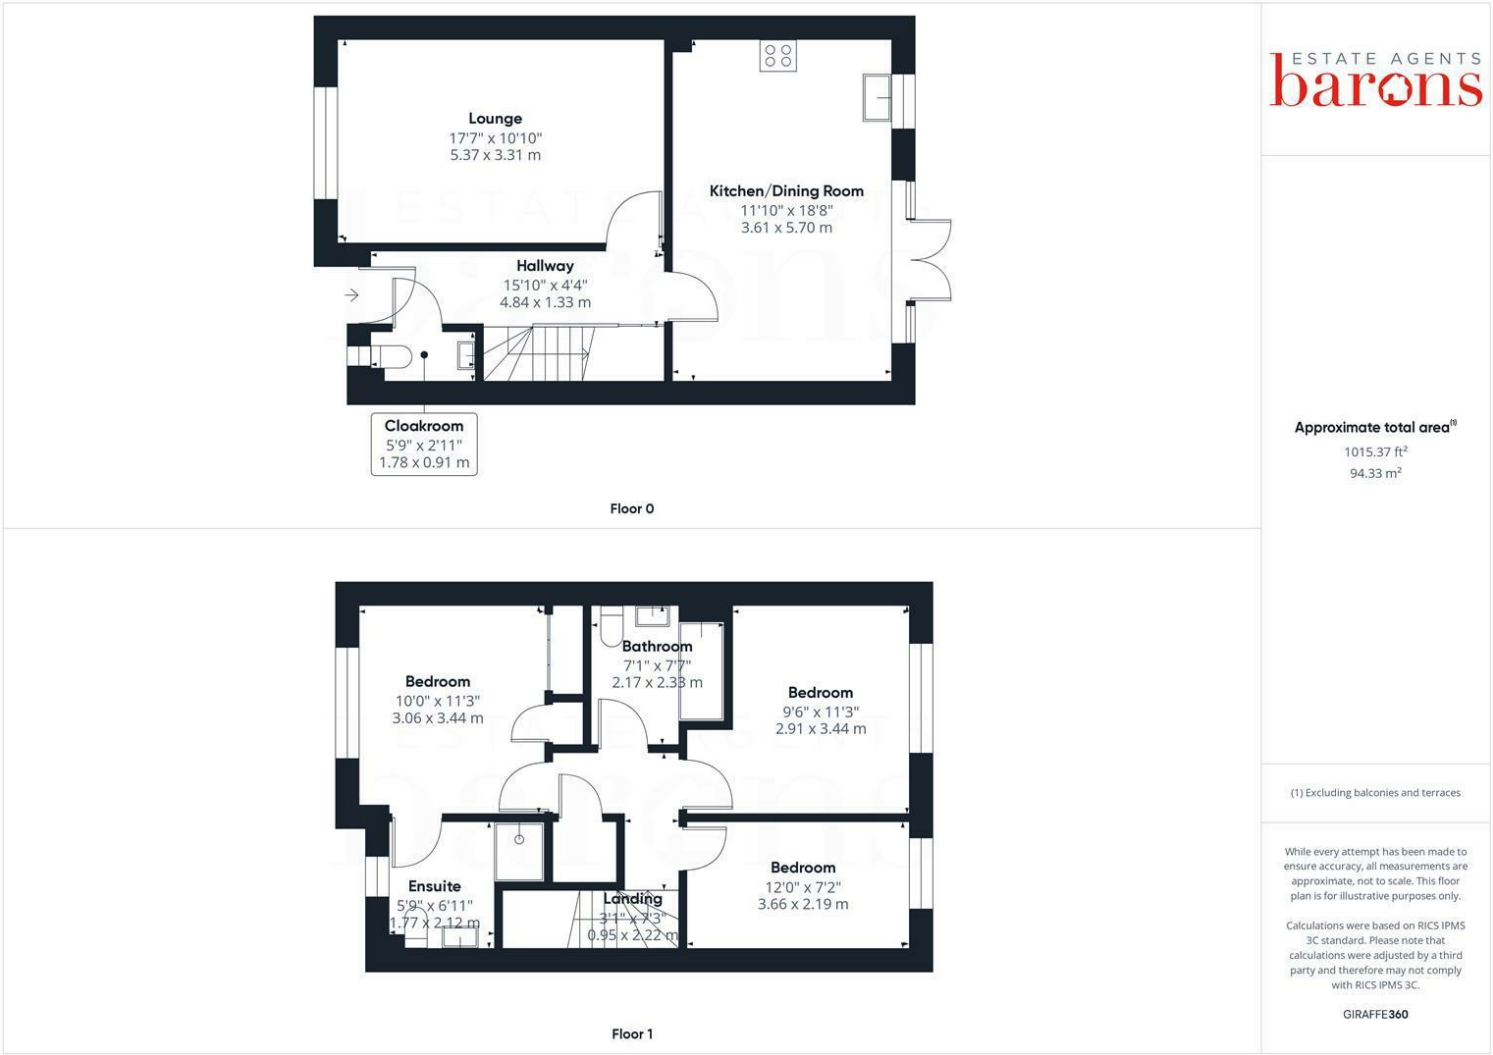 ESTATE AGENTS
barons
Lounge
17'7" x 10'10"
5.37 x 3.31 m
Kitchen/Dining Room
11'10" x 18'8"
3.61 x 5.70 m
Hallway
15'10" x 4'4"
4.84 x 1.33 m
Cloakroom
5'9" x 2'11"
1.78 x 0.91 m
Floor 0
Approximate total area(1)
1015.37 ft²
94.33 m²
Bedroom
10'0" x 11'3"
3.06 x 3.44 m
Bathroom
7'1" x 7'7"
2.17 x 2.33 m
Bedroom
9'6" x 11'3"
2.91 x 3.44 m
Ensuite
5'9" x 6'11"
1.77 x 2.12 m
Landing
3'1" x 7'3"
0.95 x 2.22 m
Bedroom
12'0" x 7'2"
3.66 x 2.19 m
Floor 1
(1) Excluding balconies and terraces
While every attempt has been made to
ensure accuracy, all measurements are
approximate, not to scale. This floor
plan is for illustrative purposes only.
Calculations were based on RICS IPMS
3C standard. Please note that
calculations were adjusted by a third
party and therefore may not comply
with RICS IPMS 3C.
GIRAFFE360